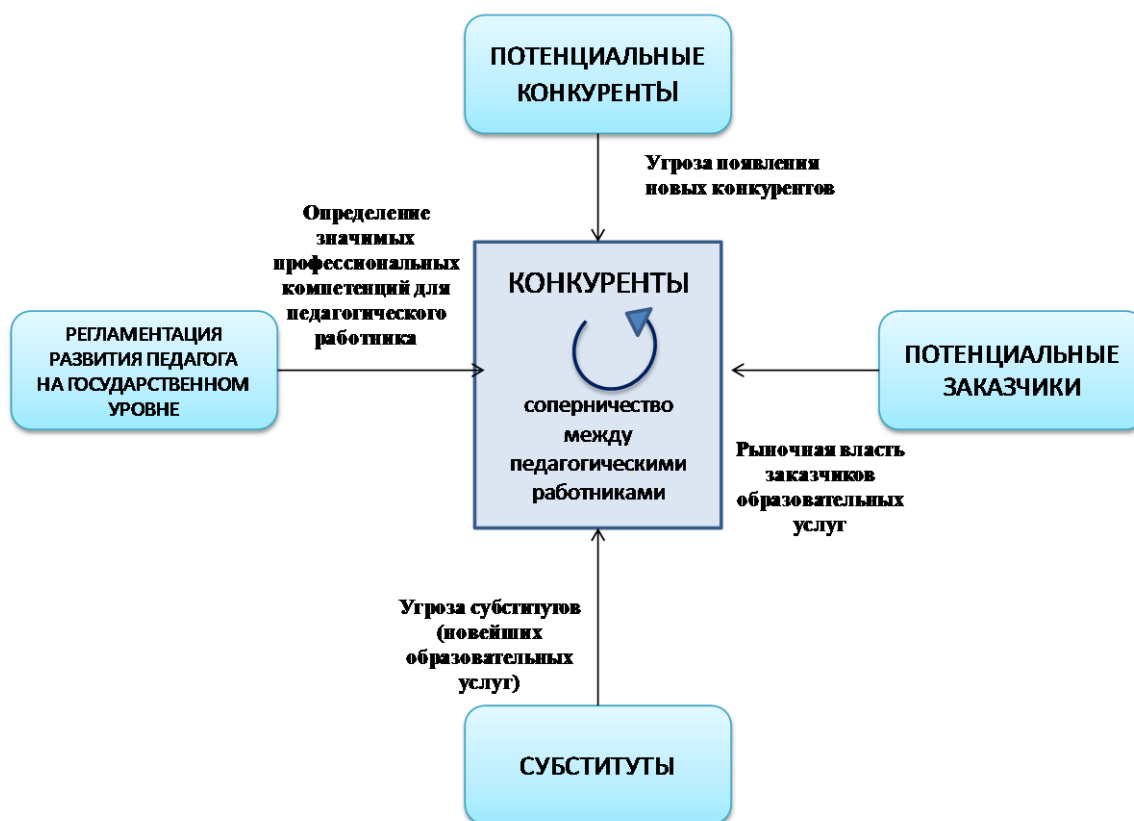 ПОТЕНЦИАЛЬНЫЕ
КОНКУРЕНТЫ
Угроза появления
новых конкурентов
Определение
значимых
профессиональных
компетенций для
педагогического
работника
РЕГЛАМЕНТАЦИЯ
РАЗВИТИЯ ПЕДАГОГА
НА ГОСУДАРСТВЕННОМ
УРОВНЕ
КОНКУРЕНТЫ
соперничество
между
педагогическими
работниками
ПОТЕНЦИАЛЬНЫЕ
ЗАКАЗЧИКИ
Рыночная власть
заказчиков
образовательных
услуг
Угроза субститутов
(новейших
образовательных
услуг)
СУБСТИТУТЫ